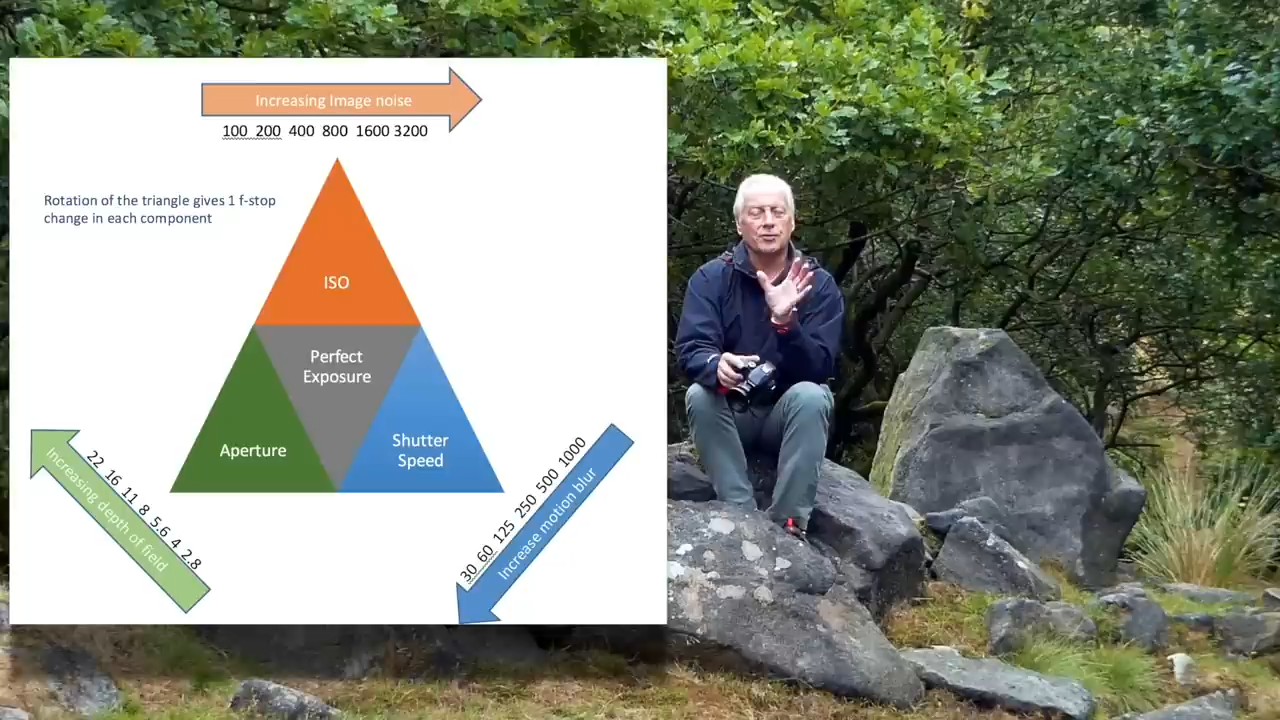 Increasing Image noise
100 200 400 800 1600 3200
Rotation of the triangle gives 1 f-stop
change in each component
ISO
Perfect
Exposure
Aperture
Shutter
Speed
22 16 11 8 5.6 4 2.8
Increasing depth of field
30 60 125 250 500 1000
Increase motion blur